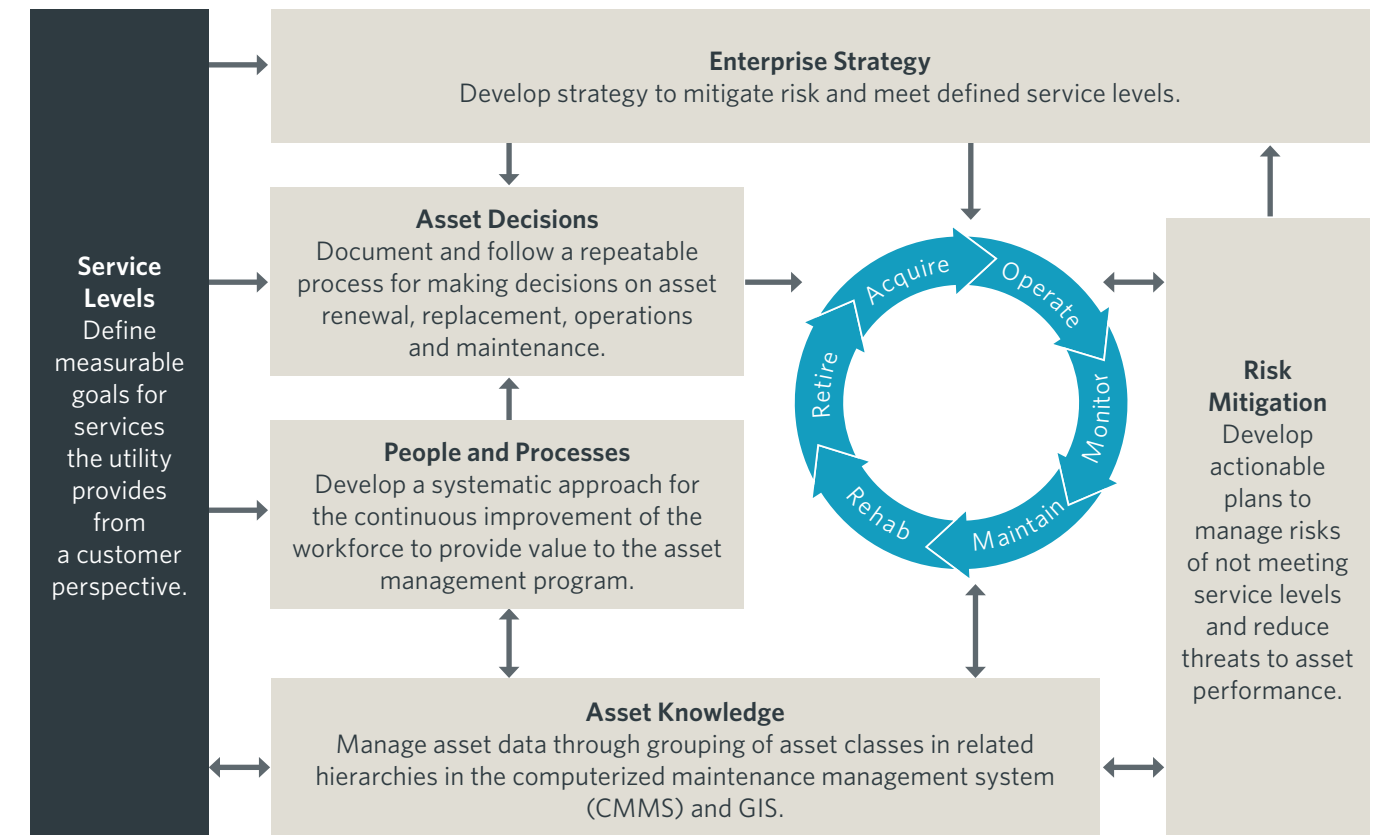 Enterprise Strategy
Develop strategy to mitigate risk and meet defined service levels.
Service
Levels
Define
measurable
goals for
services
the utility
provides
from
a customer
perspective.
Asset Decisions
Document and follow a repeatable
process for making decisions on asset
renewal, replacement, operations
and maintenance.
People and Processes
Develop a systematic approach for
the continuous improvement of the
workforce to provide value to the asset
management program.
Acquire
Operate
Monitor
Maintain
Rehab
Retire
Risk
Mitigation
Develop
actionable
plans to
manage risks
of not meeting
service levels
and reduce
threats to asset
performance.
Asset Knowledge
Manage asset data through grouping of asset classes in related
hierarchies in the computerized maintenance management system
(CMMS) and GIS.